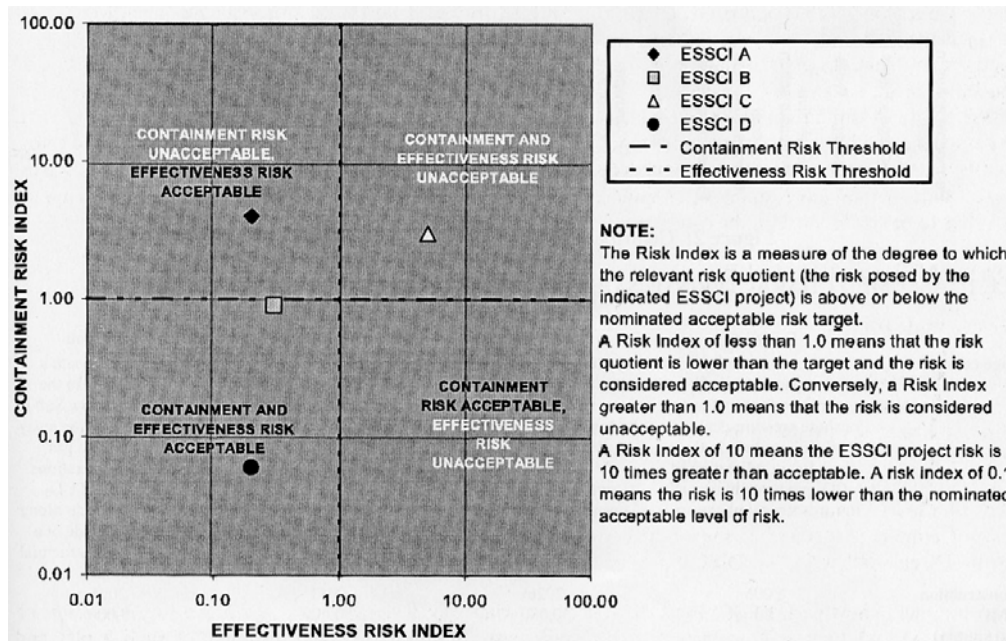 100.00
10.00
1.00
0.10
0.01
CONTAINMENT RISK INDEX
CONTAINMENT RISK
UNACCEPTABLE,
EFFECTIVENESS RISK
ACCEPTABLE
CONTAINMENT AND
EFFECTIVENESS RISK
UNACCEPTABLE
CONTAINMENT AND
EFFECTIVENESS RISK
ACCEPTABLE
CONTAINMENT
RISK ACCEPTABLE,
EFFECTIVENESS
RISK
UNACCEPTABLE
0.01
0.10
1.00
10.00
100.00
EFFECTIVENESS RISK INDEX
ESSCI A
ESSCI B
ESSCI C
ESSCI D
Containment Risk Threshold
Effectiveness Risk Threshold
NOTE:
The Risk Index is a measure of the degree to which
the relevant risk quotient (the risk posed by the
indicated ESSCI project) is above or below the
nominated acceptable risk target.
A Risk Index of less than 1.0 means that the risk
quotient is lower than the target and the risk is
considered acceptable. Conversely, a Risk Index
greater than 1.0 means that the risk is considered
unacceptable.
A Risk Index of 10 means the ESSCI project risk is
10 times greater than acceptable. A risk index of 0.1
means the risk is 10 times lower than the nominated
acceptable level of risk.